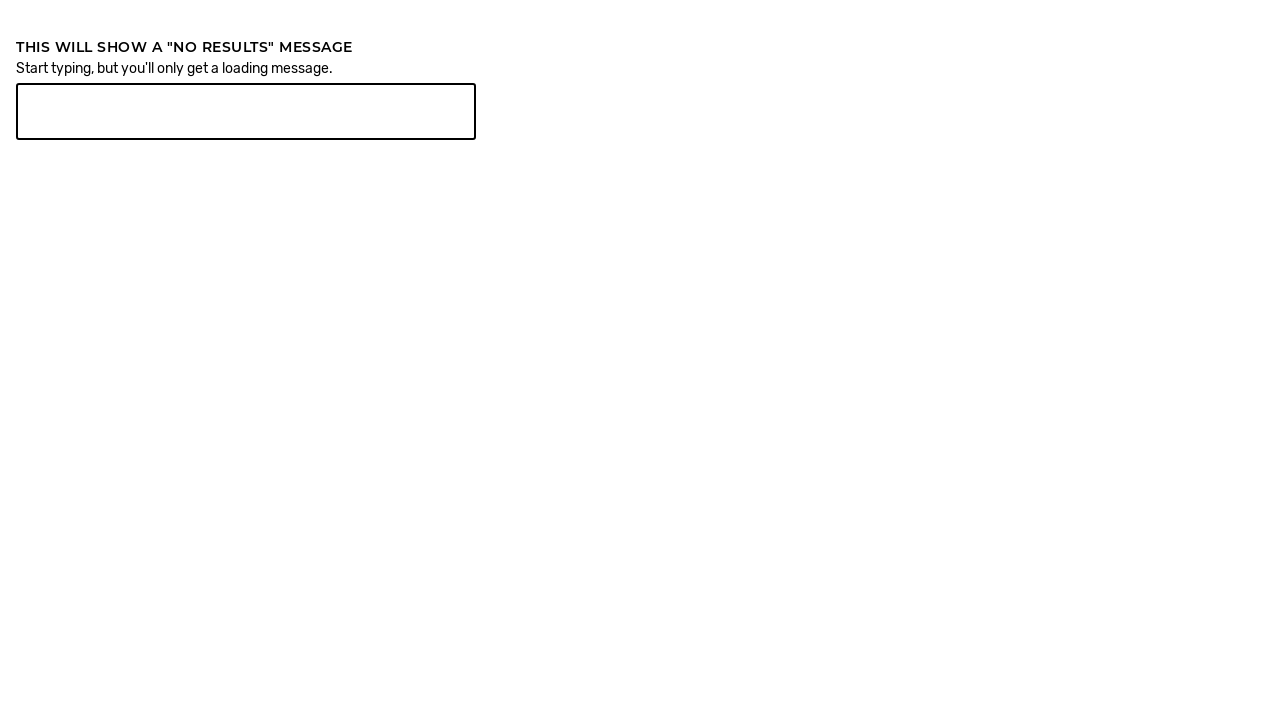 THIS WILL SHOW A "NO RESULTS" MESSAGE
Start typing, but you'll only get a loading message.